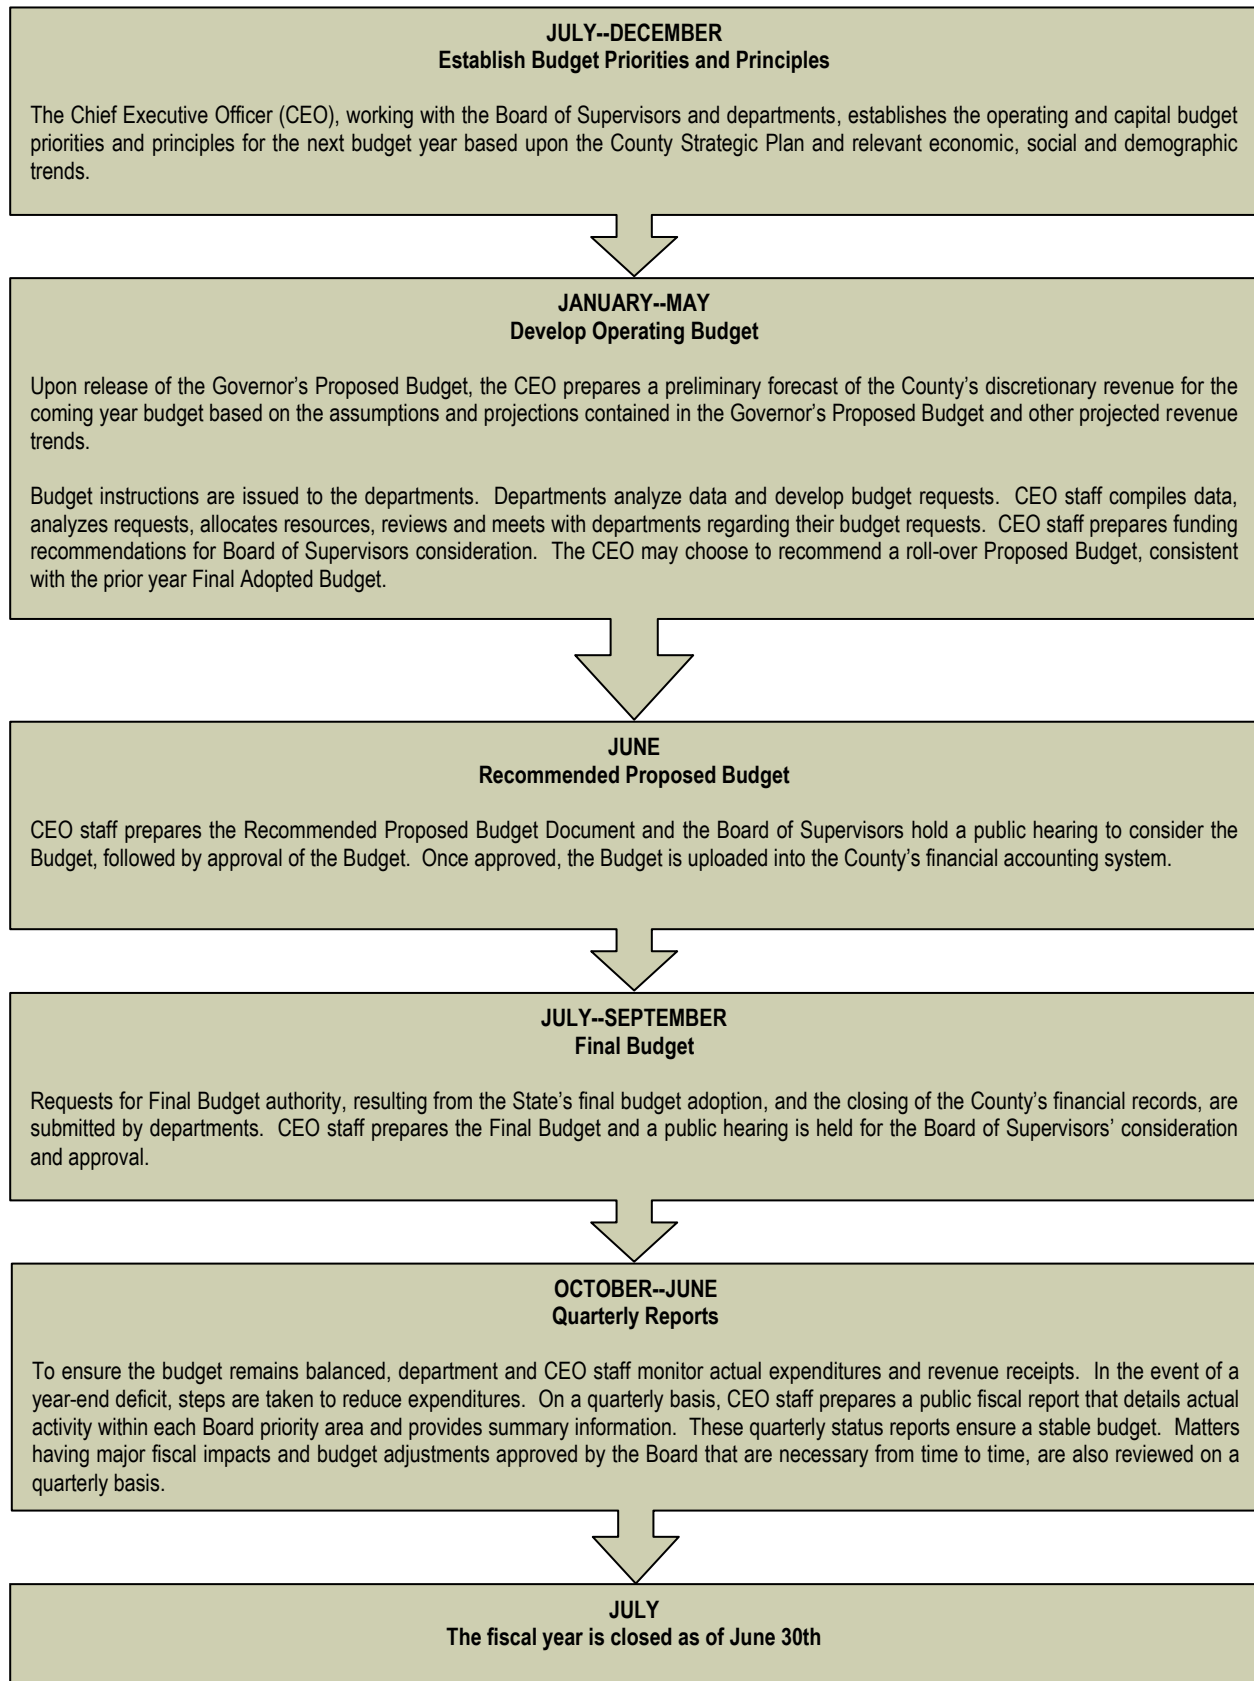 JULY--DECEMBER
Establish Budget Priorities and Principles
The Chief Executive Officer (CEO), working with the Board of Supervisors and departments, establishes the operating and capital budget
priorities and principles for the next budget year based upon the County Strategic Plan and relevant economic, social and demographic
trends.
JANUARY--MAY
Develop Operating Budget
Upon release of the Governor's Proposed Budget, the CEO prepares a preliminary forecast of the County's discretionary revenue for the
coming year budget based on the assumptions and projections contained in the Governor's Proposed Budget and other projected revenue
trends.
Budget instructions are issued to the departments. Departments analyze data and develop budget requests. CEO staff compiles data,
analyzes requests, allocates resources, reviews and meets with departments regarding their budget requests. CEO staff prepares funding
recommendations for Board of Supervisors consideration. The CEO may choose to recommend a roll-over Proposed Budget, consistent
with the prior year Final Adopted Budget.
JUNE
Recommended Proposed Budget
CEO staff prepares the Recommended Proposed Budget Document and the Board of Supervisors hold a public hearing to consider the
Budget, followed by approval of the Budget. Once approved, the Budget is uploaded into the County's financial accounting system.
JULY--SEPTEMBER
Final Budget
Requests for Final Budget authority, resulting from the State's final budget adoption, and the closing of the County's financial records, are
submitted by departments. CEO staff prepares the Final Budget and a public hearing is held for the Board of Supervisors' consideration
and approval.
OCTOBER--JUNE
Quarterly Reports
To ensure the budget remains balanced, department and CEO staff monitor actual expenditures and revenue receipts. In the event of a
year-end deficit, steps are taken to reduce expenditures. On a quarterly basis, CEO staff prepares a public fiscal report that details actual
activity within each Board priority area and provides summary information. These quarterly status reports ensure a stable budget. Matters
having major fiscal impacts and budget adjustments approved by the Board that are necessary from time to time, are also reviewed on a
quarterly basis.
JULY
The fiscal year is closed as of June 30th